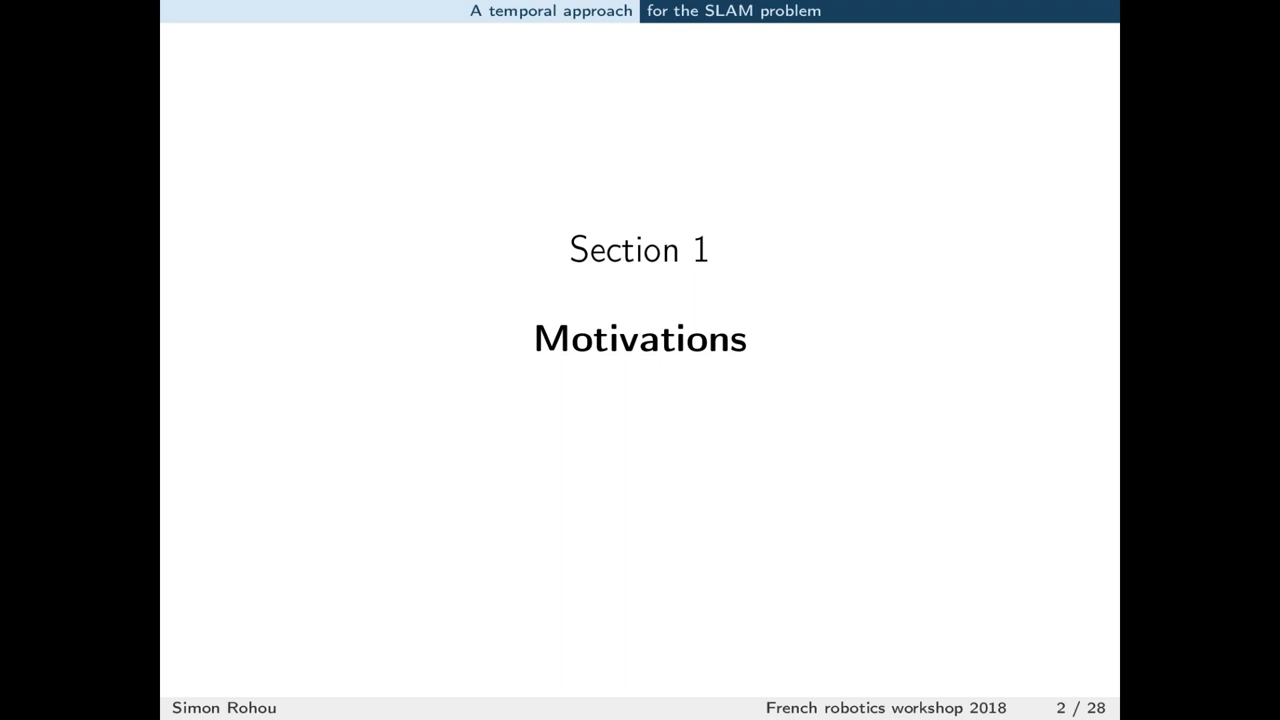 A temporal approach for the SLAM problem
Section 1
Motivations
Simon Rohou French robotics workshop 2018 2 / 28